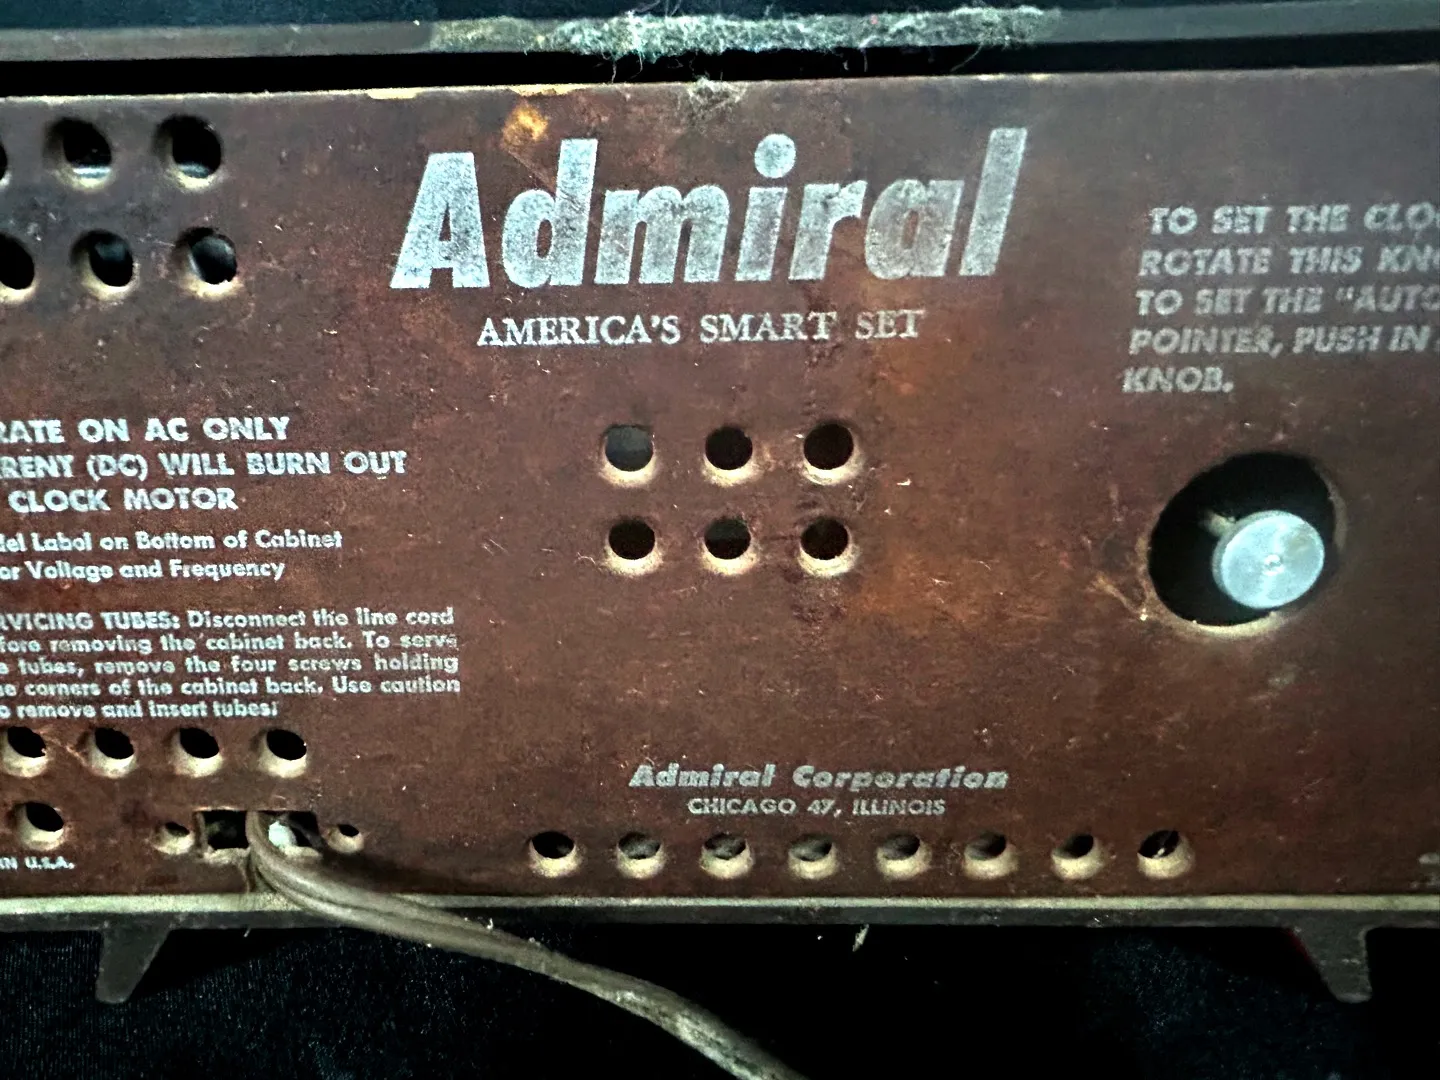 Admiral
AMERICA'S SMART SET
TO SET THE CLO
ROTATE THIS KN
TO SET THE "AUTO
POINTER, PUSH IN
KNOB.
RATE ON AC ONLY
RRENT (DC) WILL BURN OUT
CLOCK MOTOR
del Label on Bottom of Cabinet
or Voltage and Frequency
RVICING TUBES: Disconnect the line cord
fore removing the cabinet back. To serve
e tubes, remove the four screws holding
he corners of the cabinet back. Use caution
o remove and insert tubes.
Admiral Corporation
CHICAGO 47, ILLINOIS
IN U.S.A.